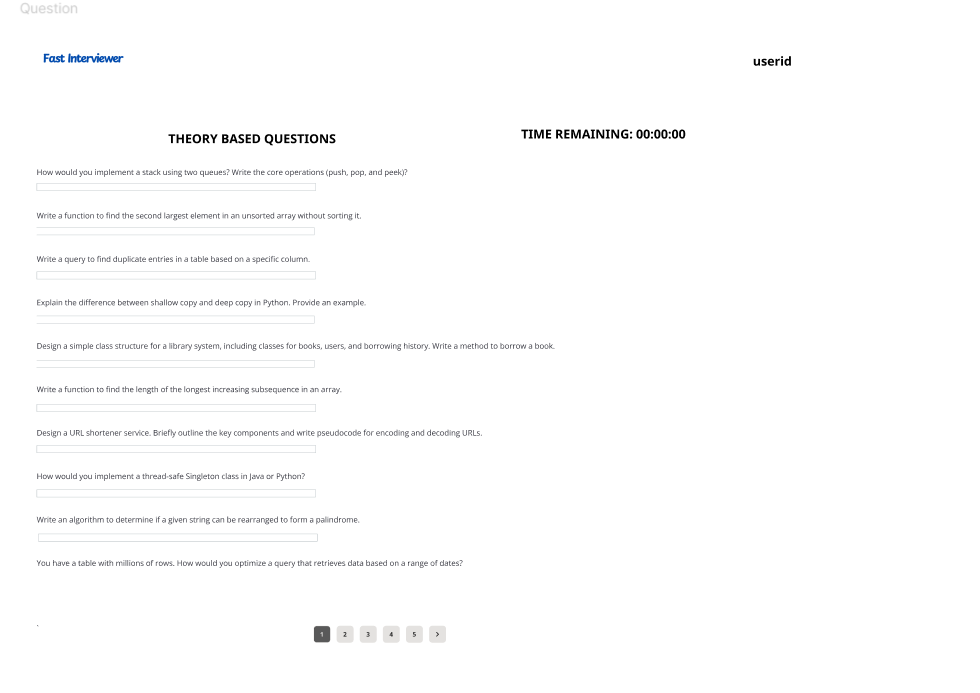 Question
Fast Interviewer
userid
THEORY BASED QUESTIONS
TIME REMAINING: 00:00:00
How would you implement a stack using two queues? Write the core operations (push, pop, and peek)?
Write a function to find the second largest element in an unsorted array without sorting it.
Write a query to find duplicate entries in a table based on a specific column.
Explain the difference between shallow copy and deep copy in Python. Provide an example.
Design a simple class structure for a library system, including classes for books, users, and borrowing history. Write a method to borrow a book.
Write a function to find the length of the longest increasing subsequence in an array.
Design a URL shortener service. Briefly outline the key components and write pseudocode for encoding and decoding URLs.
How would you implement a thread-safe Singleton class in Java or Python?
Write an algorithm to determine if a given string can be rearranged to form a palindrome.
You have a table with millions of rows. How would you optimize a query that retrieves data based on a range of dates?
.
1 2 3 4 5 >